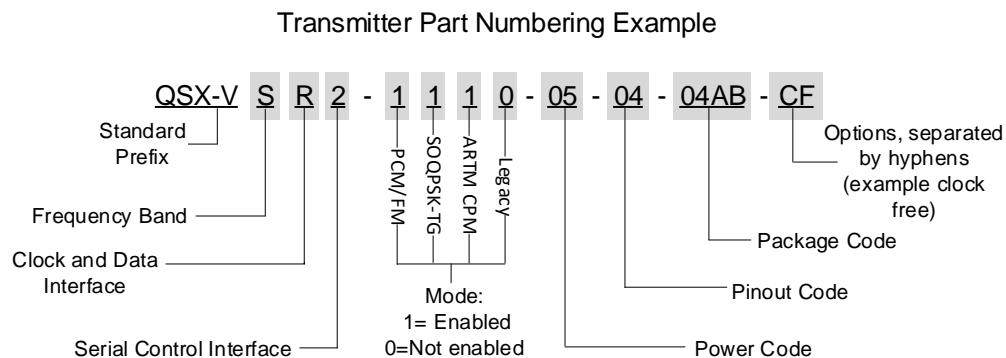 Transmitter Part Numbering Example
QSX-V S R 2 - 1 1 1 0 - 05 - 04 - 04AB - CF
Standard
Prefix
Frequency Band
Clock and Data
Interface
Serial Control Interface
PCM/FM
SOQPSK-TG
ARTM CPM
Legacy
Mode:
1= Enabled
0=Not enabled
Options, separated
by hyphens
(example clock
free)
Package Code
Pinout Code
Power Code